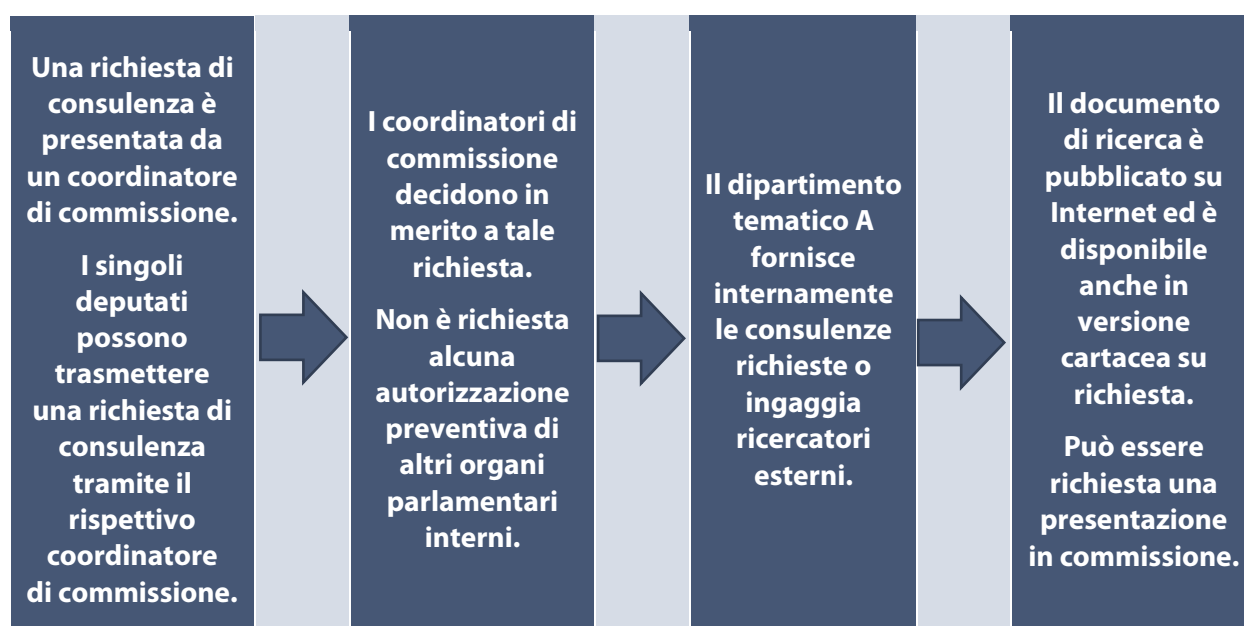 Una richiesta di
consulenza è
presentata da
un coordinatore
di commissione.
I singoli
deputati
possono
trasmettere
una richiesta di
consulenza
tramite il
rispettivo
coordinatore
di commissione.
I coordinatori di
commissione
decidono in
merito a tale
richiesta.
Non è richiesta
alcuna
autorizzazione
preventiva di
altri organi
parlamentari
interni.
Il dipartimento
tematico A
fornisce
internamente
le consulenze
richieste o
ingaggia
ricercatori
esterni.
Il documento
di ricerca è
pubblicato su
Internet ed è
disponibile
anche in
versione
cartacea su
richiesta.
Può essere
richiesta una
presentazione
in commissione.